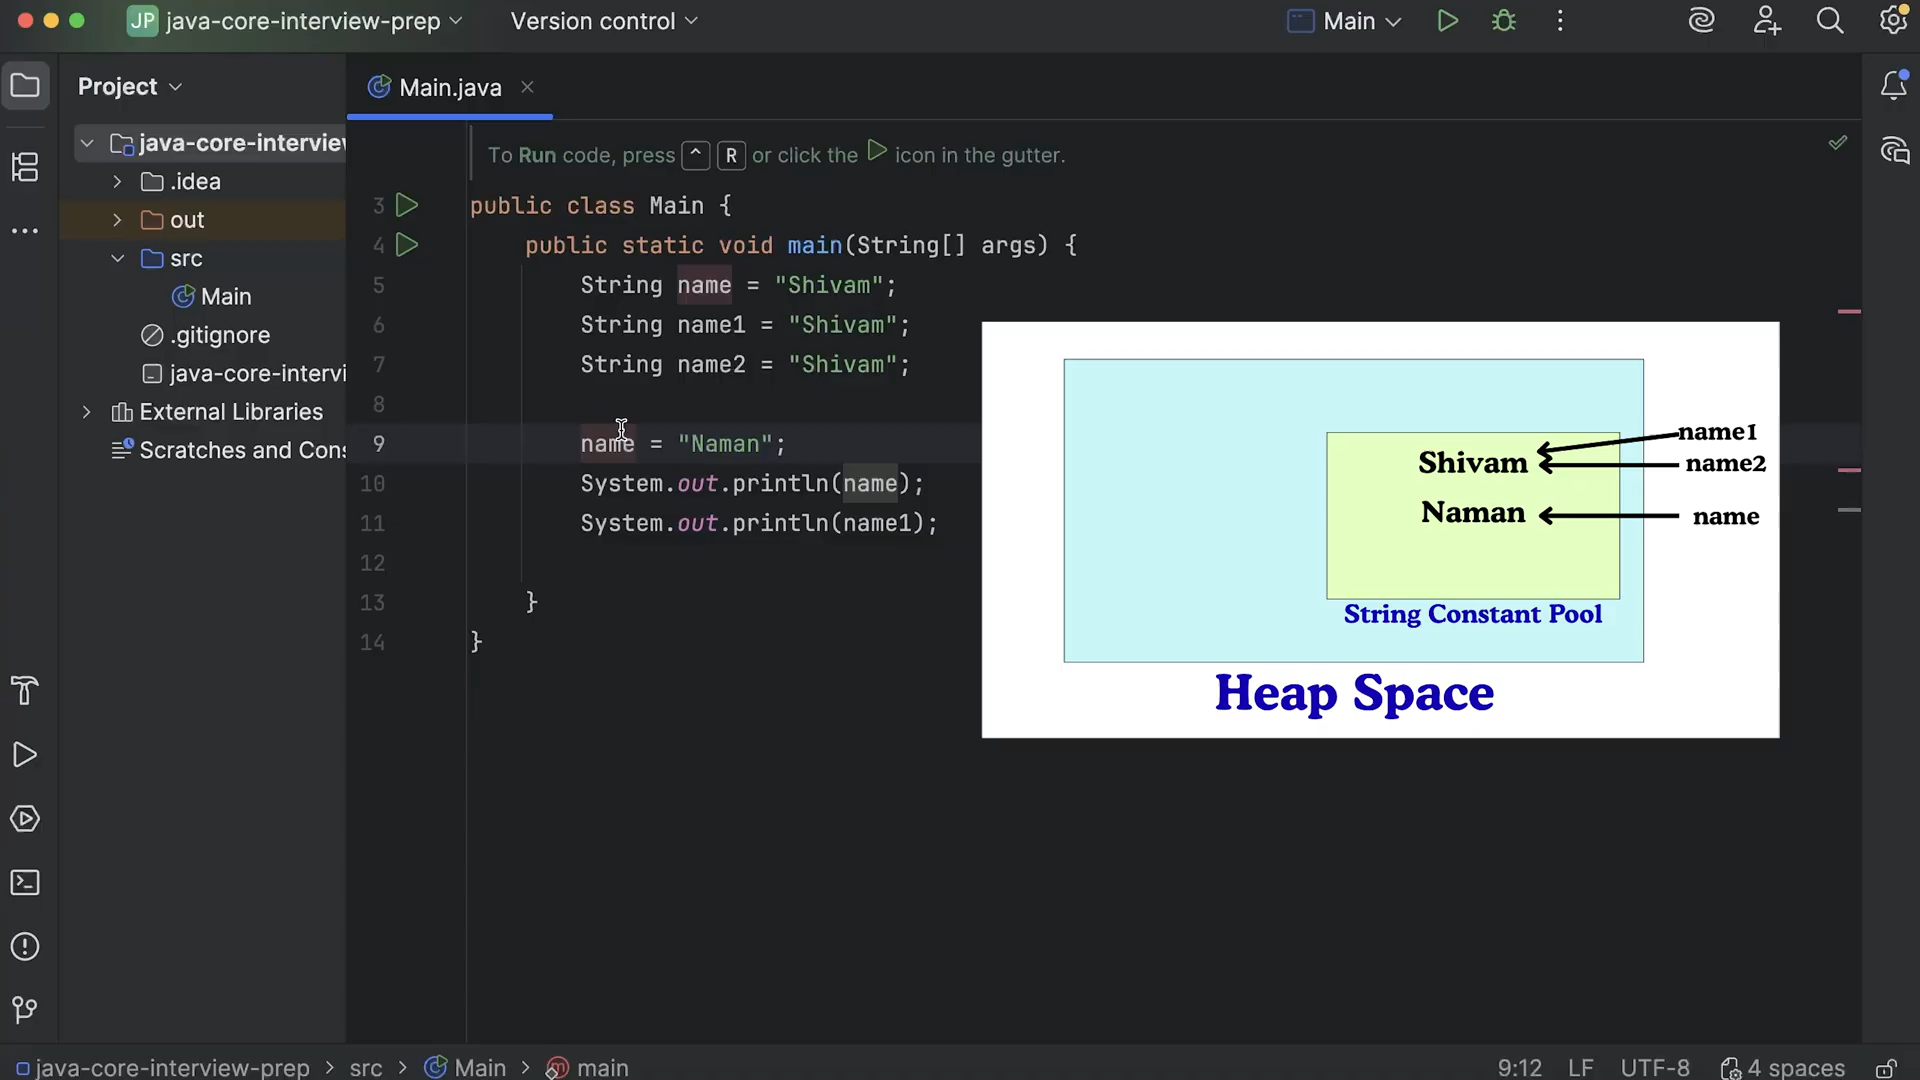 JP java-core-interview-prep Version control Main
Project
Main.java
java-core-interviev
.idea
out
src
Main
.gitignore
java-core-intervi
External Libraries
Scratches and Cons
To Run code, press ^ R or click the icon in the gutter.
3 public class Main {
4 public static void main(String[] args) {
5 String name = "Shivam";
6 String name1 = "Shivam";
7 String name2 = "Shivam";
8
9 name = "Naman";
10 System.out.println(name);
11 System.out.println(name1);
12
13 }
14 }
name1
Shivam name2
Naman name
String Constant Pool
Heap Space
java-core-interview-prep > src > Main > main 9:12 LF UTF-8 4 spaces